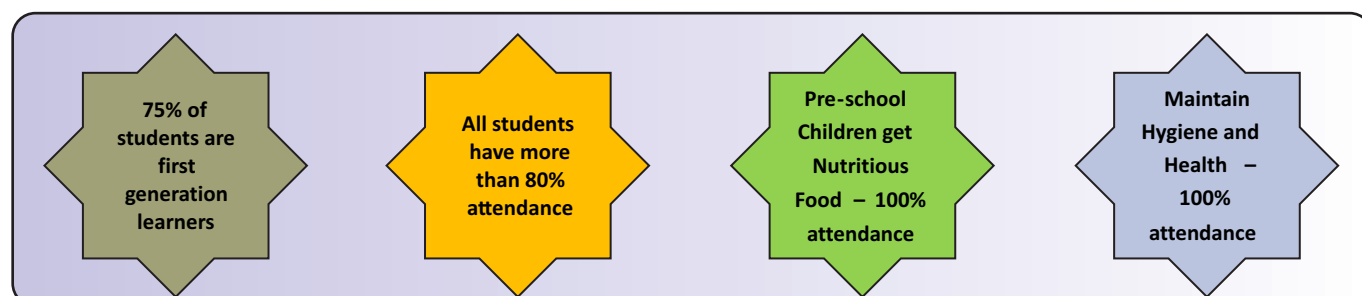 75% of
students are
first
generation
learners
All students
have more
than 80%
attendance
Pre-school
Children get
Nutritious
Food – 100%
attendance
Maintain
Hygiene and
Health –
100%
attendance